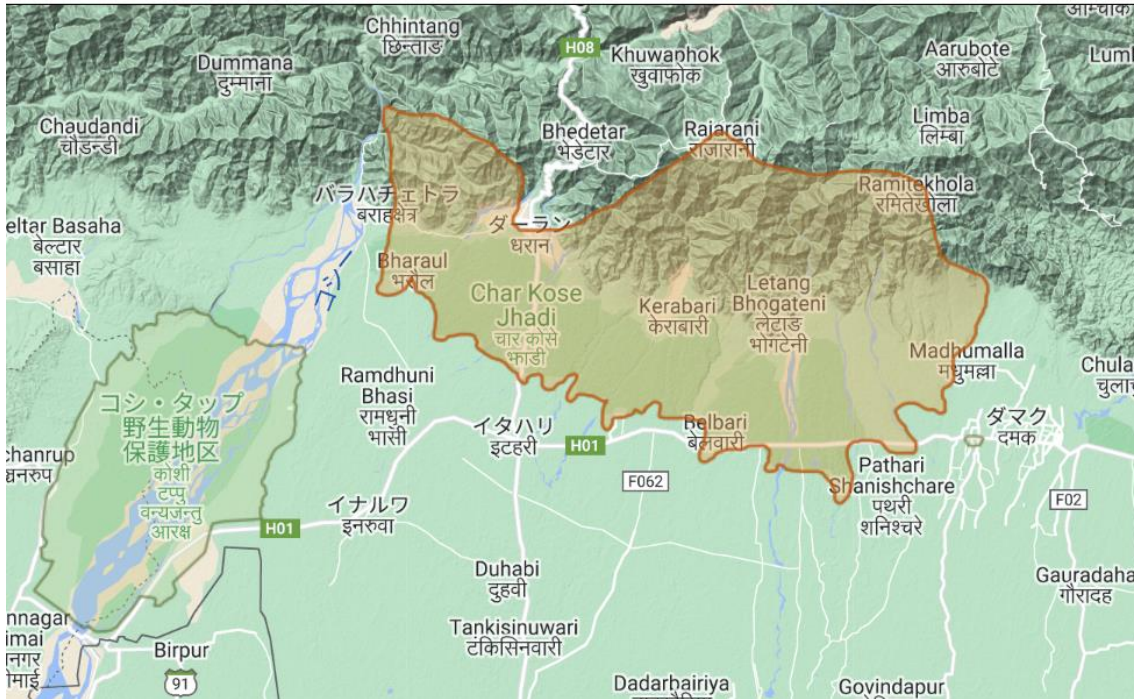 Chhintang
छिन्ताङ
Dummana
दुम्माना
H08
Khuwaphok
खुवाफोक
Aarubote
आरुबोटे
Chaudandi
चौडन्डी
Bhedetar
भेडेटार
Rajarani
राजारानी
Limba
लिम्बा
バラハチェトラ
बराहक्षेत्र
Ramitekhola
रमितेखोला
eltar Basaha
बेल्टार
बसाहा
ダーラン
धरान
Bharaul
भरौल
Char Kose
Jhadi
चार कोसे
झाडी
Kerabari
केराबारी
Letang
Bhogateni
लेटाङ
भोगटेनी
Madhumalla
मधुमल्ला
コシ・タップ
野生動物
保護地区
कोशी
टप्पु
वन्यजन्तु
आरक्ष
Ramdhuni
Bhasi
रामधुनी
भासी
イタハリ
इटहरी
H01
Belbari
बेलवारी
ダマク
दमक
F062
Pathari
Shanishchare
पथरी
शनिश्चरे
F02
イナルワ
इनरुवा
H01
Duhabi
दुहवी
Gauradaha
गौरादह
Tankisinuwari
टंकिसिनवारी
Birpur
91
Dadarhairiya
Govindapur